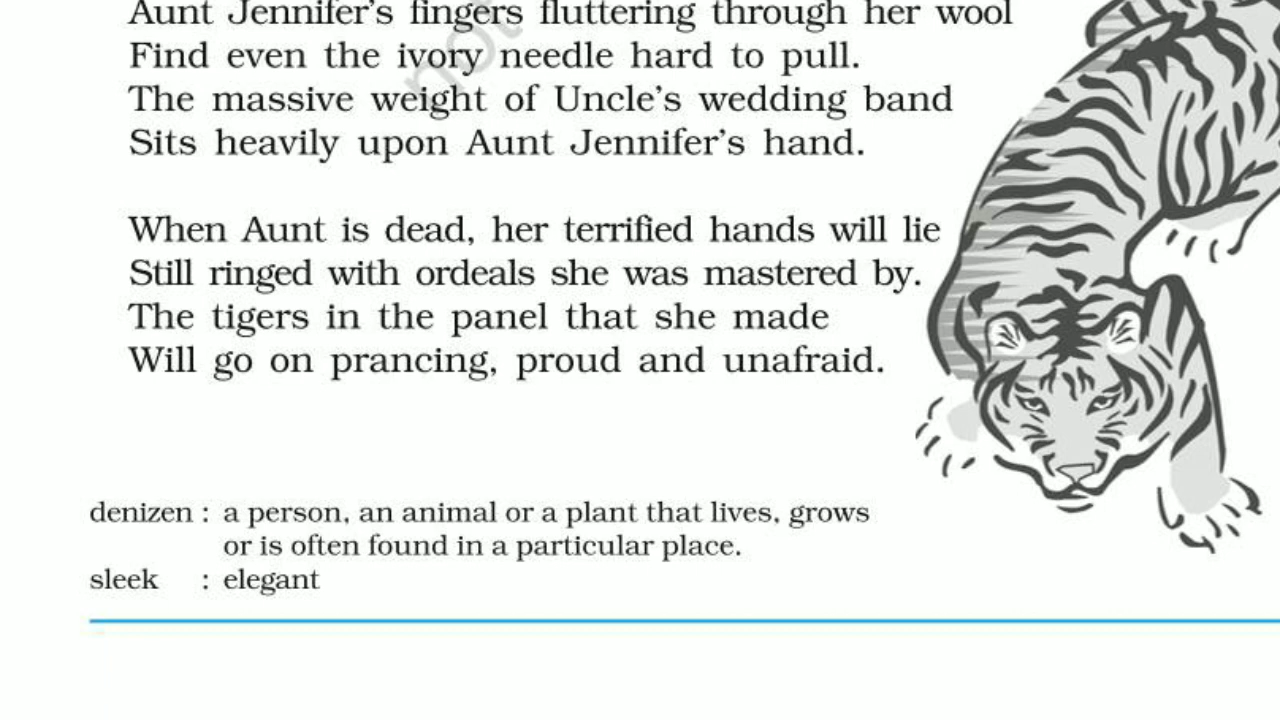 Aunt Jennifer's fingers fluttering through her wool
Find even the ivory needle hard to pull.
The massive weight of Uncle's wedding band
Sits heavily upon Aunt Jennifer's hand.
When Aunt is dead, her terrified hands will lie
Still ringed with ordeals she was mastered by.
The tigers in the panel that she made
Will go on prancing, proud and unafraid.
denizen : a person, an animal or a plant that lives, grows
or is often found in a particular place.
sleek : elegant
not